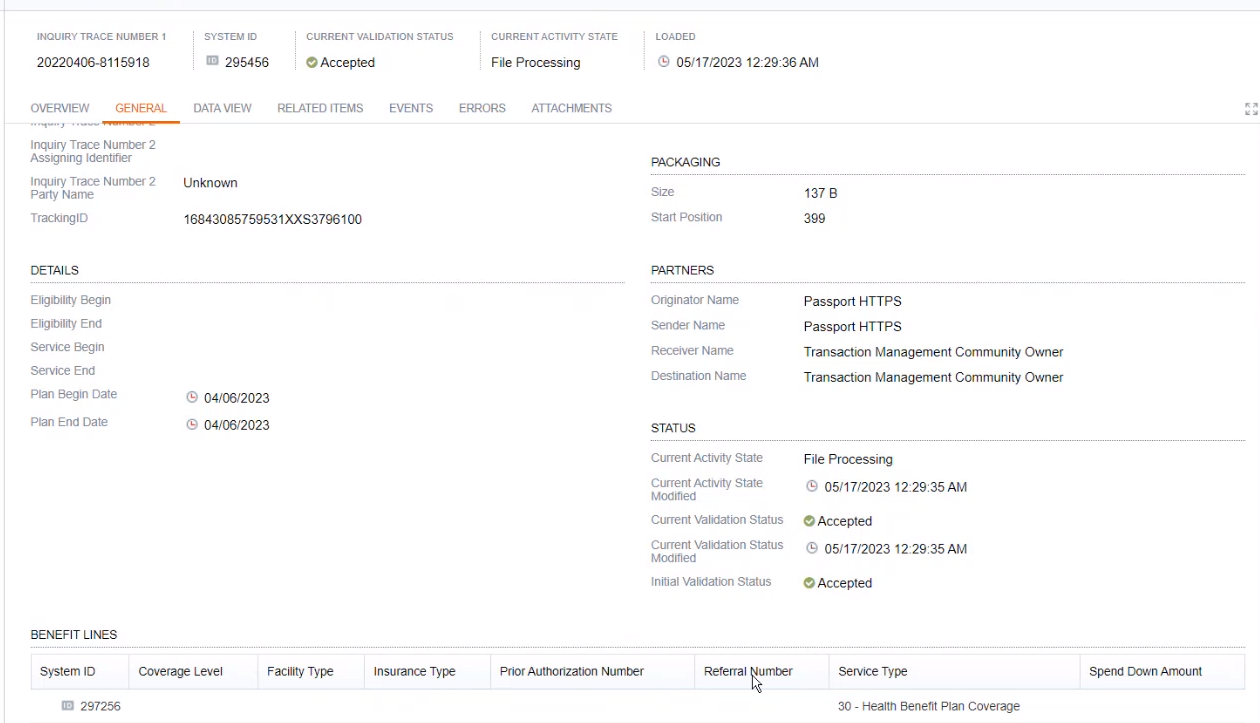 INQUIRY TRACE NUMBER 1
SYSTEM ID
CURRENT VALIDATION STATUS
CURRENT ACTIVITY STATE
LOADED
20220406-8115918
ID 295456
Accepted
File Processing
05/17/2023 12:29:36 AM
OVERVIEW
GENERAL
DATA VIEW
RELATED ITEMS
EVENTS
ERRORS
ATTACHMENTS
Inquiry Trace Number 2
Inquiry Trace Number 2
Assigning Identifier
Inquiry Trace Number 2
Party Name
Unknown
TrackingID
16843085759531XXS3796100
PACKAGING
Size
137 B
Start Position
399
DETAILS
Eligibility Begin
Eligibility End
Service Begin
Service End
Plan Begin Date
04/06/2023
Plan End Date
04/06/2023
PARTNERS
Originator Name
Passport HTTPS
Sender Name
Passport HTTPS
Receiver Name
Transaction Management Community Owner
Destination Name
Transaction Management Community Owner
STATUS
Current Activity State
File Processing
Current Activity State
Modified
05/17/2023 12:29:35 AM
Current Validation Status
Accepted
Current Validation Status
Modified
05/17/2023 12:29:35 AM
Initial Validation Status
Accepted
BENEFIT LINES
System ID
Coverage Level
Facility Type
Insurance Type
Prior Authorization Number
Referral Number
Service Type
Spend Down Amount
ID 297256
30 - Health Benefit Plan Coverage